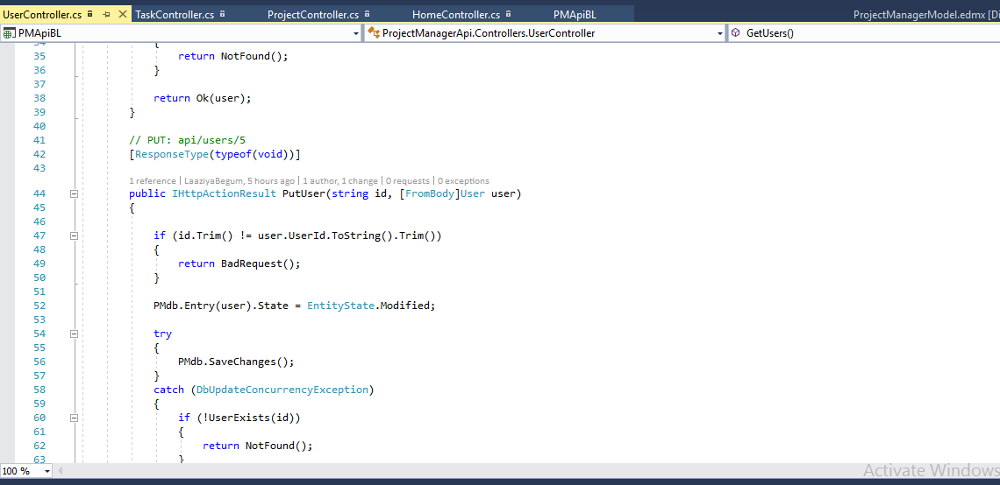 UserController.cs TaskController.cs ProjectController.cs HomeController.cs PMApiBL ProjectManagerModel.edmx [Di
PMApiBL ProjectManagerApi.Controllers.UserController GetUsers()
34 {
35 return NotFound();
36 }
37
38 return Ok(user);
39 }
40
41 // PUT: api/users/5
42 [ResponseType(typeof(void))]
43
1 reference | LaaziyaBegum, 5 hours ago | 1 author, 1 change | 0 requests | 0 exceptions
44 public IHttpActionResult PutUser(string id, [FromBody]User user)
45 {
46
47 if (id.Trim() != user.UserId.ToString().Trim())
48 {
49 return BadRequest();
50 }
51
52 PMdb.Entry(user).State = EntityState.Modified;
53
54 try
55 {
56 PMdb.SaveChanges();
57 }
58 catch (DbUpdateConcurrencyException)
59 {
60 if (!UserExists(id))
61 {
62 return NotFound();
63 }
100 %
Activate Windows